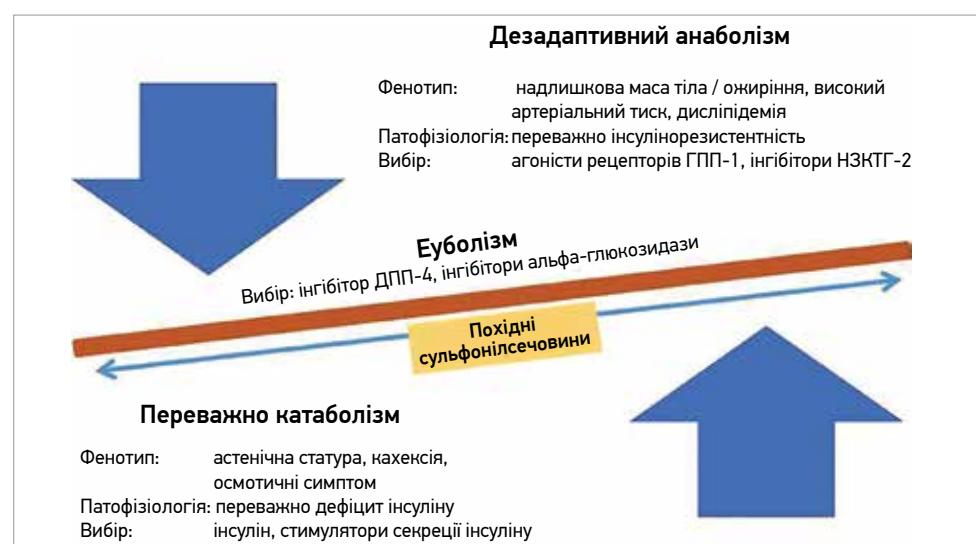 Дезадаптивний анаболізм
Фенотип: надлишкова маса тіла / ожиріння, високий
артеріальний тиск, дисліпідемія
Патофізіологія: переважно інсулінорезистентність
Вибір: агоністи рецепторів ГПП-1, інгібітори НЗКТГ-2
Еуболізм
Вибір: інгібітор ДПП-4, інгібітори альфа-глюкозидази
Похідні
сульфонілсечовини
Переважно катаболізм
Фенотип: астенічна статура, кахексія,
осмотичні симптом
Патофізіологія: переважно дефіцит інсуліну
Вибір: інсулін, стимулятори секреції інсуліну